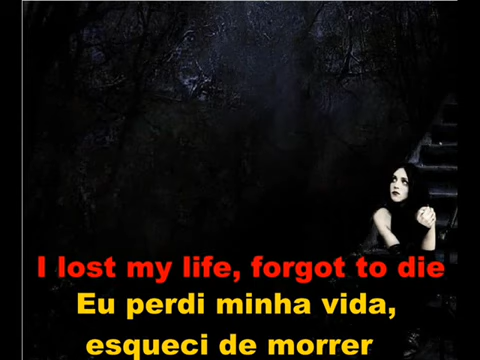 I lost my life, forgot to die
Eu perdi minha vida,
esqueci de morrer